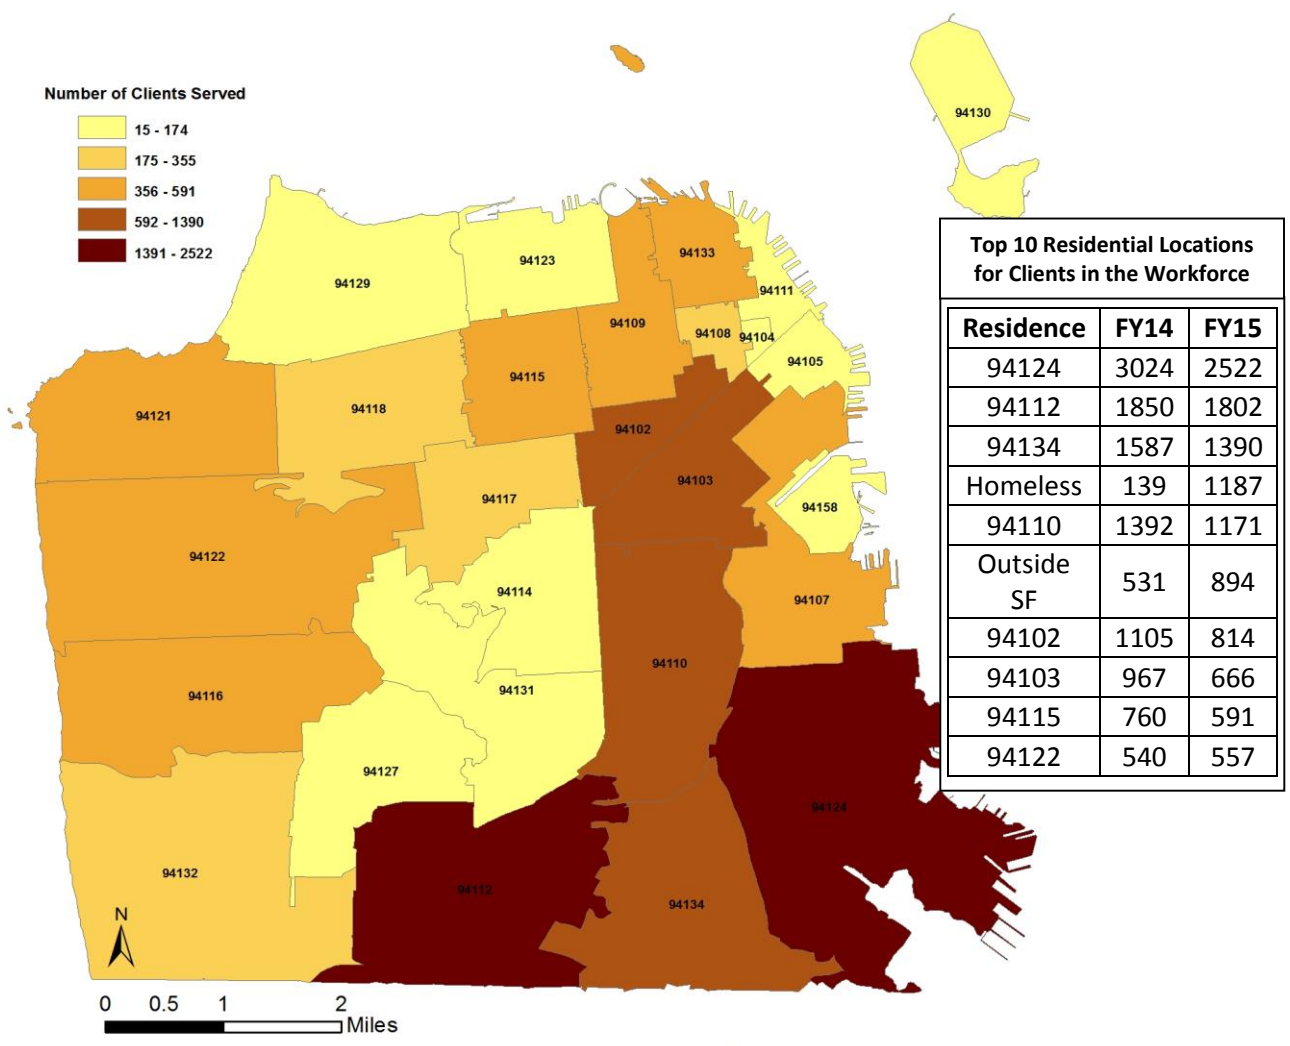 94130
Number of Clients Served
15 - 174
175 - 355
356 - 591
592 - 1390
1391 - 2522
Top 10 Residential Locations
for Clients in the Workforce
Residence FY14 FY15
94124 3024 2522
94112 1850 1802
94134 1587 1390
Homeless 139 1187
94110 1392 1171
Outside
SF 531 894
94102 1105 814
94103 967 666
94115 760 591
94122 540 557
94133
94123
94129
94111
94109
94108
94104
94105
94115
94118
94121
94102
94103
94117
94158
94122
94114
94107
94110
94131
94116
94127
94124
94132
94112
94134
N
0 0.5 1 2
Miles